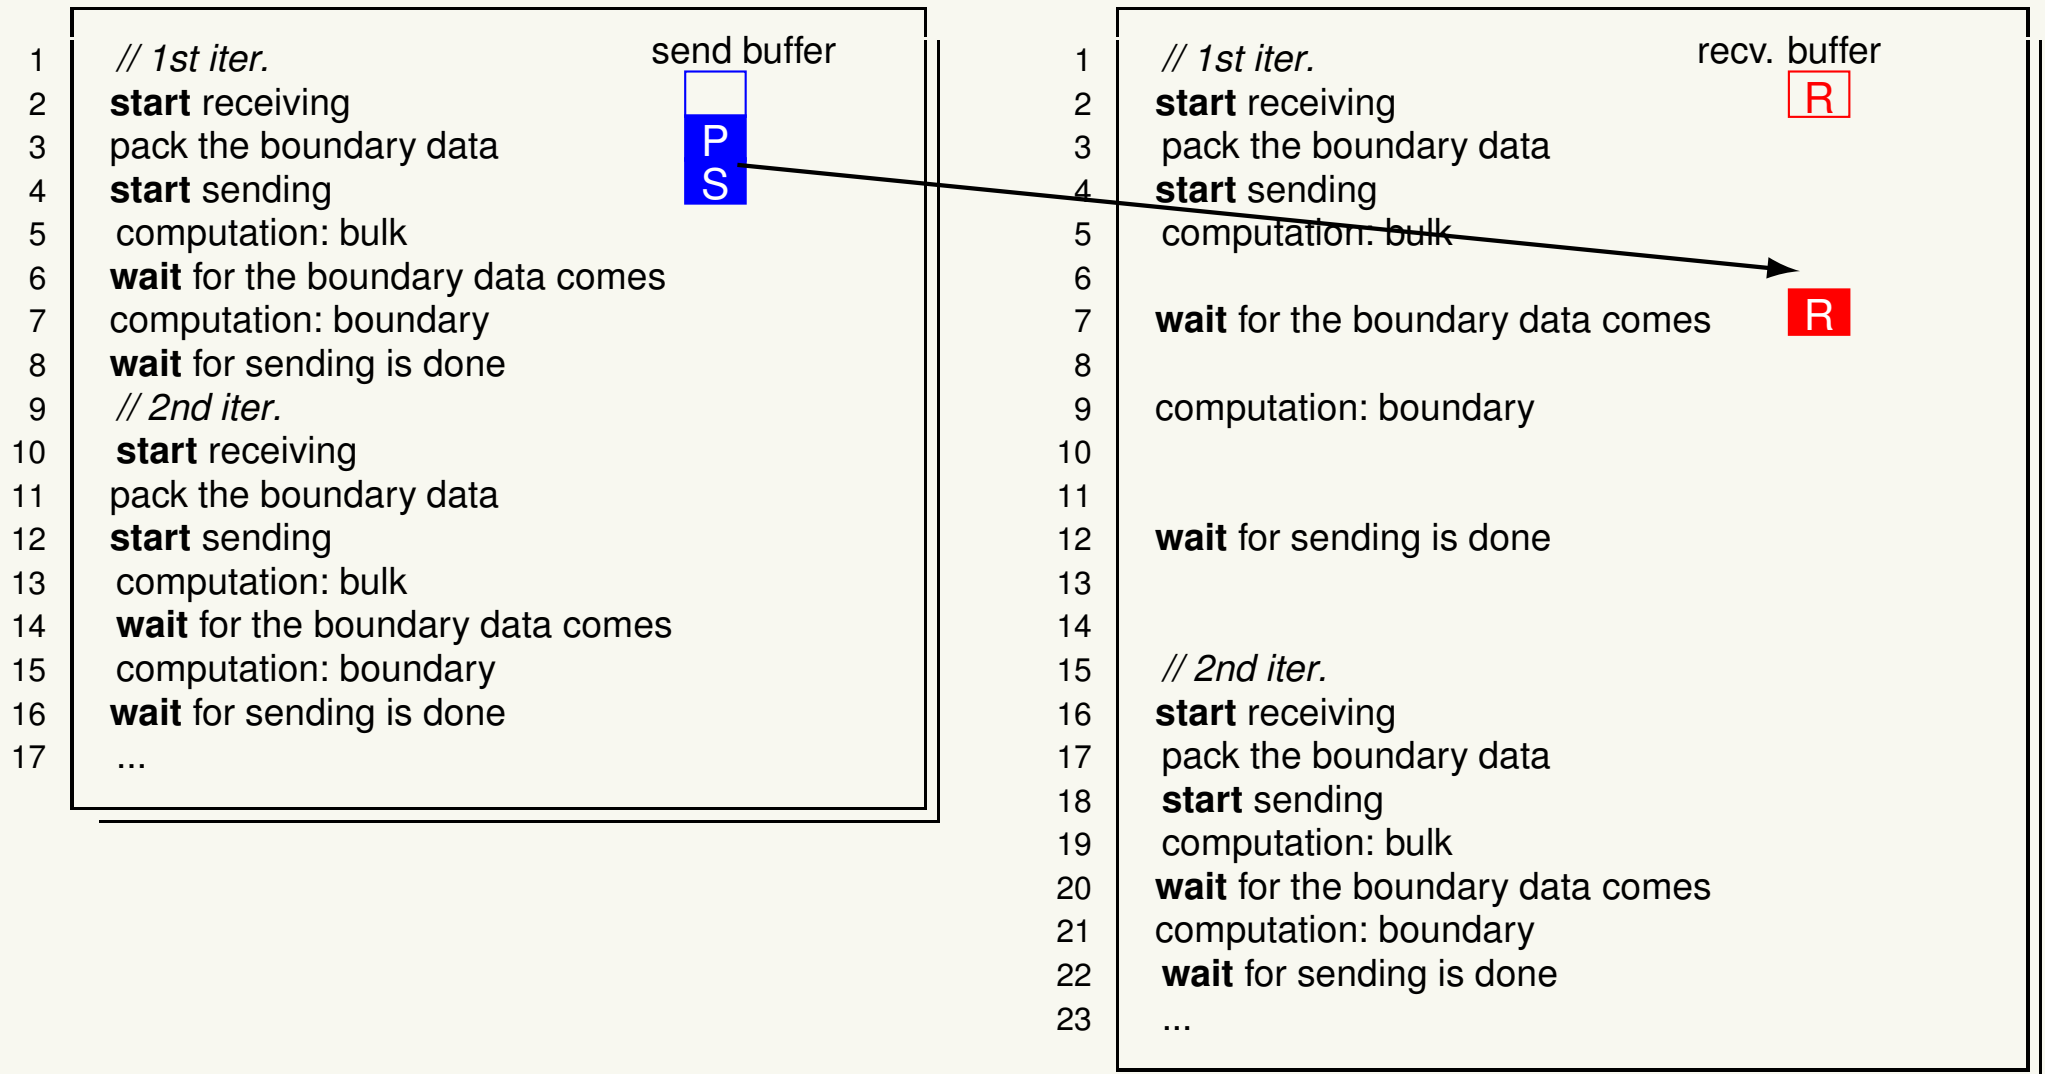 send buffer
1 // 1st iter.
2 start receiving
3 pack the boundary data P
4 start sending S
5 computation: bulk
6 wait for the boundary data comes
7 computation: boundary
8 wait for sending is done
9 // 2nd iter.
10 start receiving
11 pack the boundary data
12 start sending
13 computation: bulk
14 wait for the boundary data comes
15 computation: boundary
16 wait for sending is done
17 ...
recv. buffer
1 // 1st iter.
2 start receiving R
3 pack the boundary data
4 start sending
5 computation: bulk
6
7 wait for the boundary data comes R
8
9 computation: boundary
10
11
12 wait for sending is done
13
14
15 // 2nd iter.
16 start receiving
17 pack the boundary data
18 start sending
19 computation: bulk
20 wait for the boundary data comes
21 computation: boundary
22 wait for sending is done
23 ...